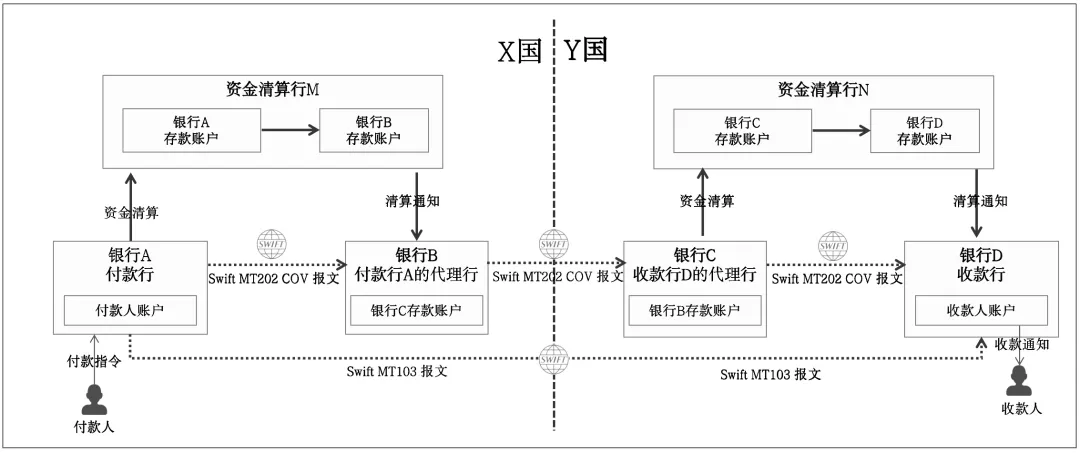 X国
Y国
资金清算行M
银行A
存款账户
银行B
存款账户
资金清算行N
银行C
存款账户
银行D
存款账户
资金清算
清算通知
资金清算
清算通知
银行A
付款行
付款人账户
SWIFT
Swift MT202 COV 报文
银行B
付款行A的代理行
银行C存款账户
SWIFT
Swift MT202 COV 报文
银行C
收款行D的代理行
银行B存款账户
SWIFT
Swift MT202 COV 报文
银行D
收款行
收款人账户
付款指令
SWIFT
收款通知
Swift MT103 报文
Swift MT103 报文
付款人
收款人